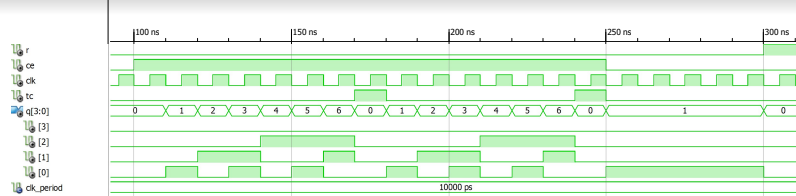 100 ns 150 ns 200 ns 250 ns 300 ns
r
ce
clk
tc
q[3:0] 0 1 2 3 4 5 6 0 1 2 3 4 5 6 0 1 0
[3]
[2]
[1]
[0]
clk_period 10000 ps